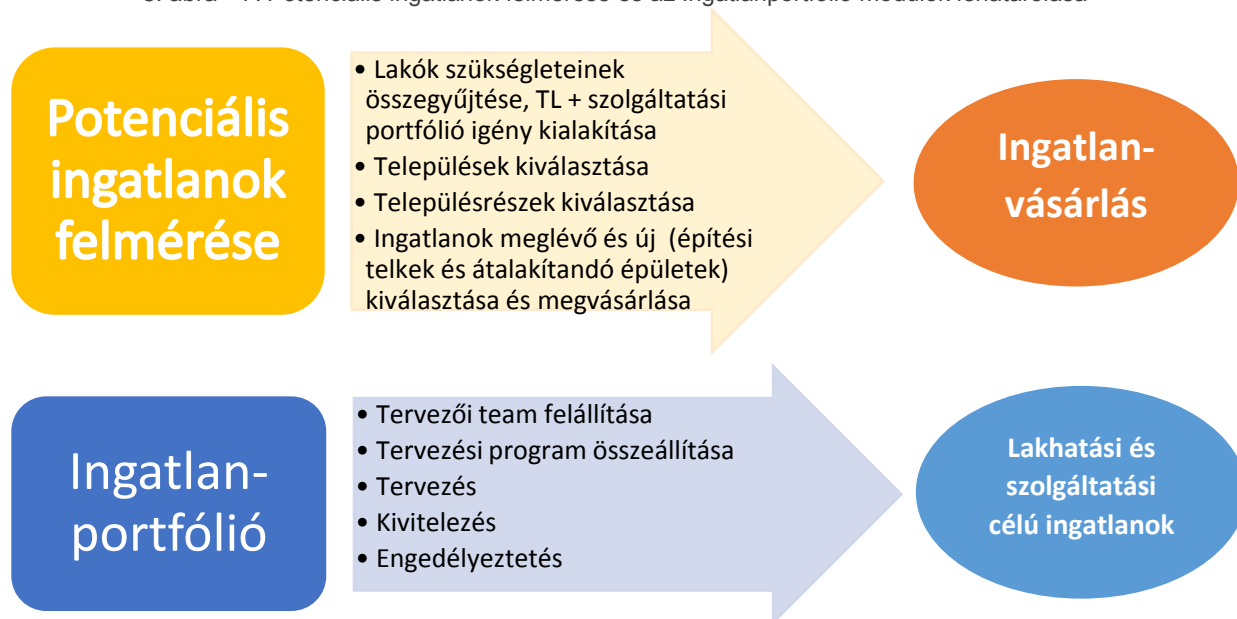 Potenciális
ingatlanok
felmérése
• Lakók szükségleteinek
összegyűjtése, TL + szolgáltatási
portfólió igény kialakítása
• Települések kiválasztása
• Településrészek kiválasztása
• Ingatlanok meglévő és új (építési
telkek és átalakítandó épületek)
kiválasztása és megvásárlása
Ingatlan-
vásárlás
Ingatlan-
portfólió
• Tervezői team felállítása
• Tervezési program összeállítása
• Tervezés
• Kivitelezés
• Engedélyeztetés
Lakhatási és
szolgáltatási
célú ingatlanok